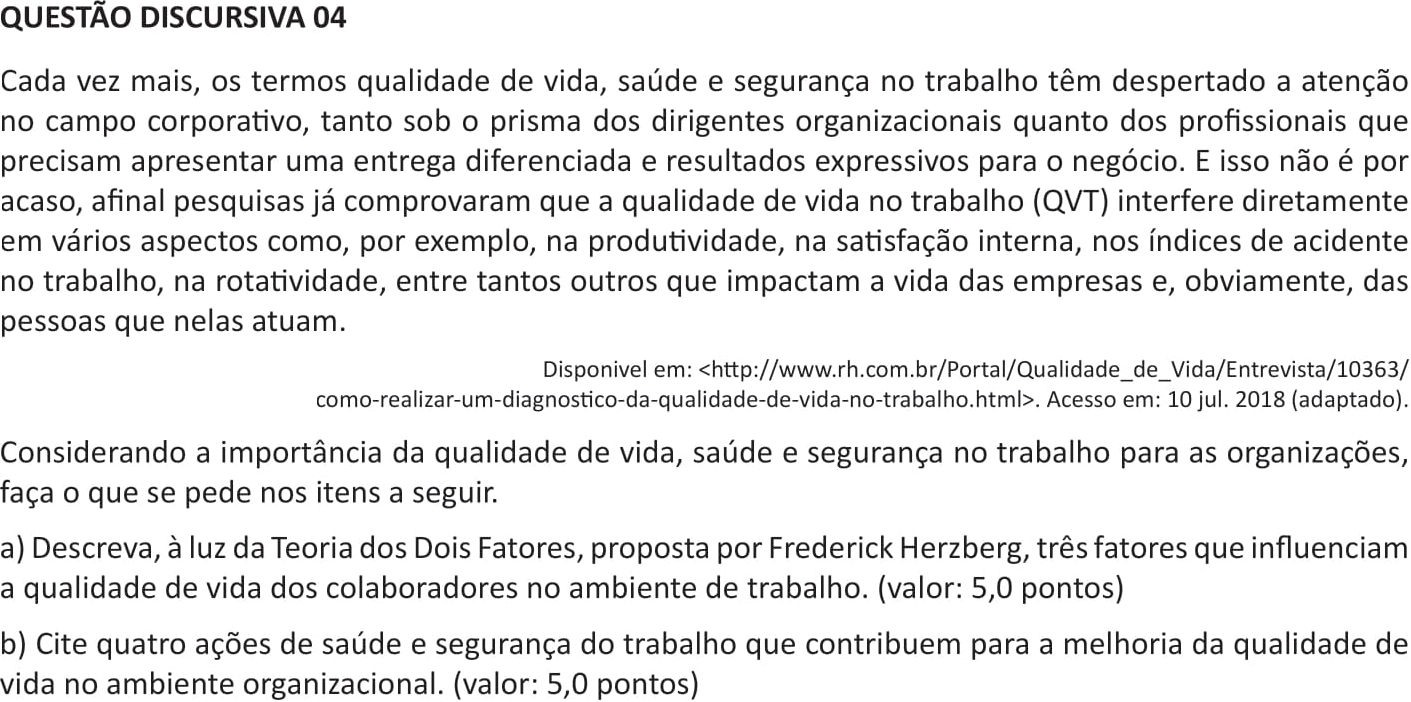 QUESTÃO DISCURSIVA 04
Cada vez mais, os termos qualidade de vida, saúde e segurança no trabalho têm despertado a atenção
no campo corporativo, tanto sob o prisma dos dirigentes organizacionais quanto dos profissionais que
precisam apresentar uma entrega diferenciada e resultados expressivos para o negócio. E isso não é por
acaso, afinal pesquisas já comprovaram que a qualidade de vida no trabalho (QVT) interfere diretamente
em vários aspectos como, por exemplo, na produtividade, na satisfação interna, nos índices de acidente
no trabalho, na rotatividade, entre tantos outros que impactam a vida das empresas e, obviamente, das
pessoas que nelas atuam.
Disponivel em: <http://www.rh.com.br/Portal/Qualidade_de_Vida/Entrevista/10363/
como-realizar-um-diagnostico-da-qualidade-de-vida-no-trabalho.html>. Acesso em: 10 jul. 2018 (adaptado).
Considerando a importância da qualidade de vida, saúde e segurança no trabalho para as organizações,
faça o que se pede nos itens a seguir.
a) Descreva, à luz da Teoria dos Dois Fatores, proposta por Frederick Herzberg, três fatores que influenciam
a qualidade de vida dos colaboradores no ambiente de trabalho. (valor: 5,0 pontos)
b) Cite quatro ações de saúde e segurança do trabalho que contribuem para a melhoria da qualidade de
vida no ambiente organizacional. (valor: 5,0 pontos)